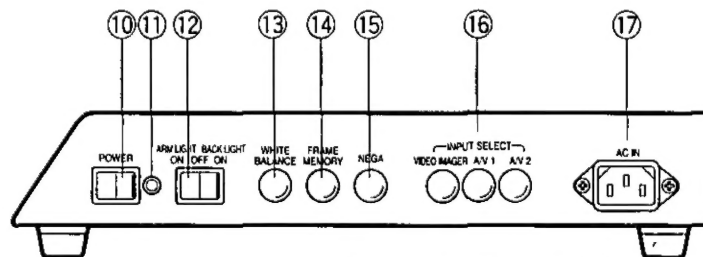 ⑩ ⑪ ⑫ ⑬ ⑭ ⑮ ⑯ ⑰
POWER
ARM LIGHT BACK LIGHT
ON OFF ON
WHITE
BALANCE
FRAME
MEMORY
NEGA
INPUT SELECT
VIDEO IMAGER A/V 1 A/V 2
AC IN